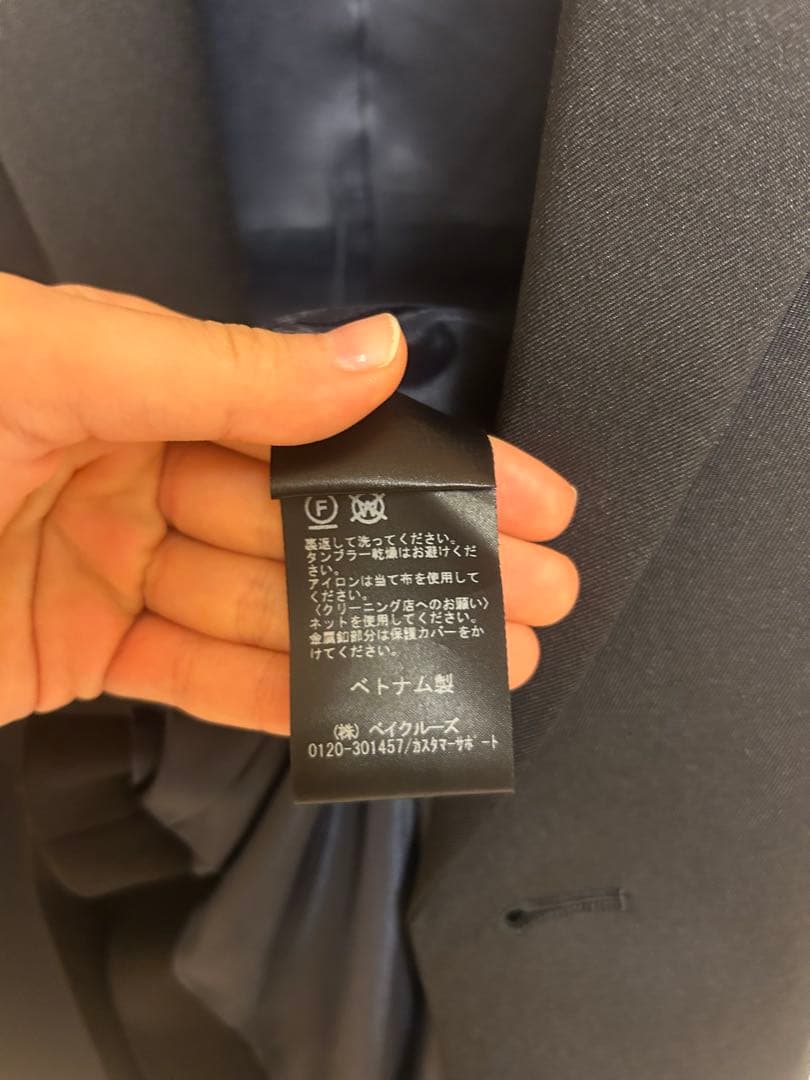 F W
裏返して洗ってください。
タンブラー乾燥はお避けくだ
さい。
アイロンは当て布を使用して
ください。
〈クリーニング店へのお願い〉
ネットを使用してください。
金属釦部分は保護カバーをか
けてください。
ベトナム製
(株) ベイクルーズ
0120-301457/カスタマーサポート